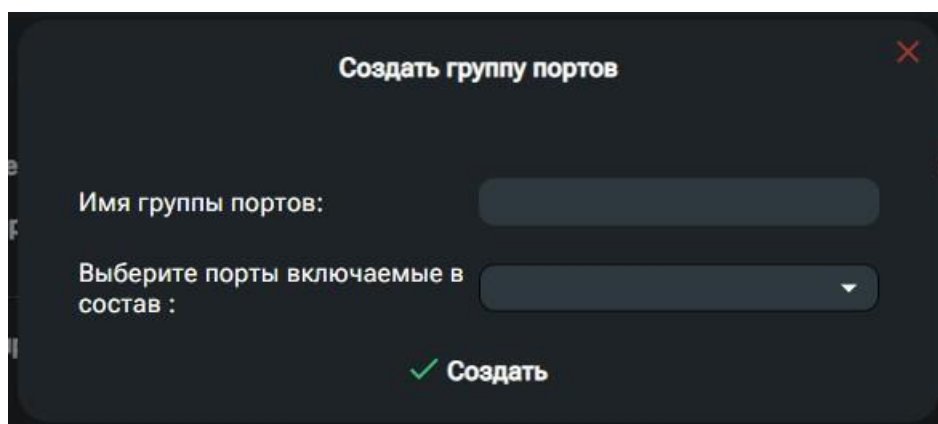 Создать группу портов
Имя группы портов:
Выберите порты включаемые в
состав :
Создать